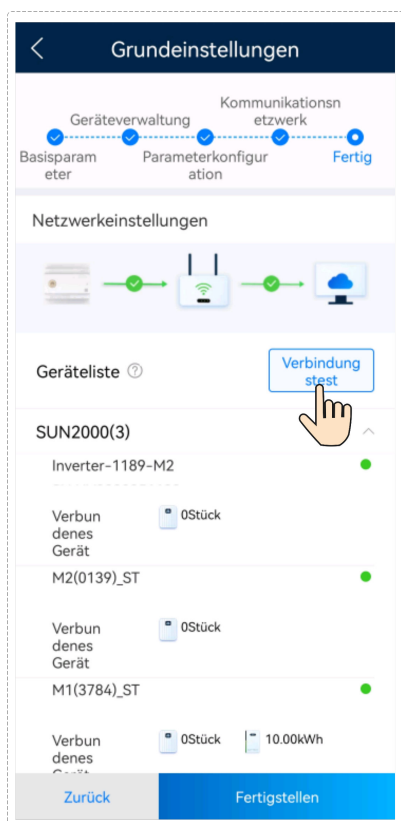 Grundeinstellungen
Kommunikationsn
Geräteverwaltung etzwerk
Basisparam Parameterkonfigur Fertig
eter ation
Netzwerkeinstellungen
Geräteliste ?
Verbindung
stest
SUN2000(3)
Inverter-1189-M2
Verbun 0Stück
denes
Gerät
M2(0139)_ST
Verbun 0Stück
denes
Gerät
M1(3784)_ST
Verbun 0Stück 10.00kWh
denes
Zurück Fertigstellen